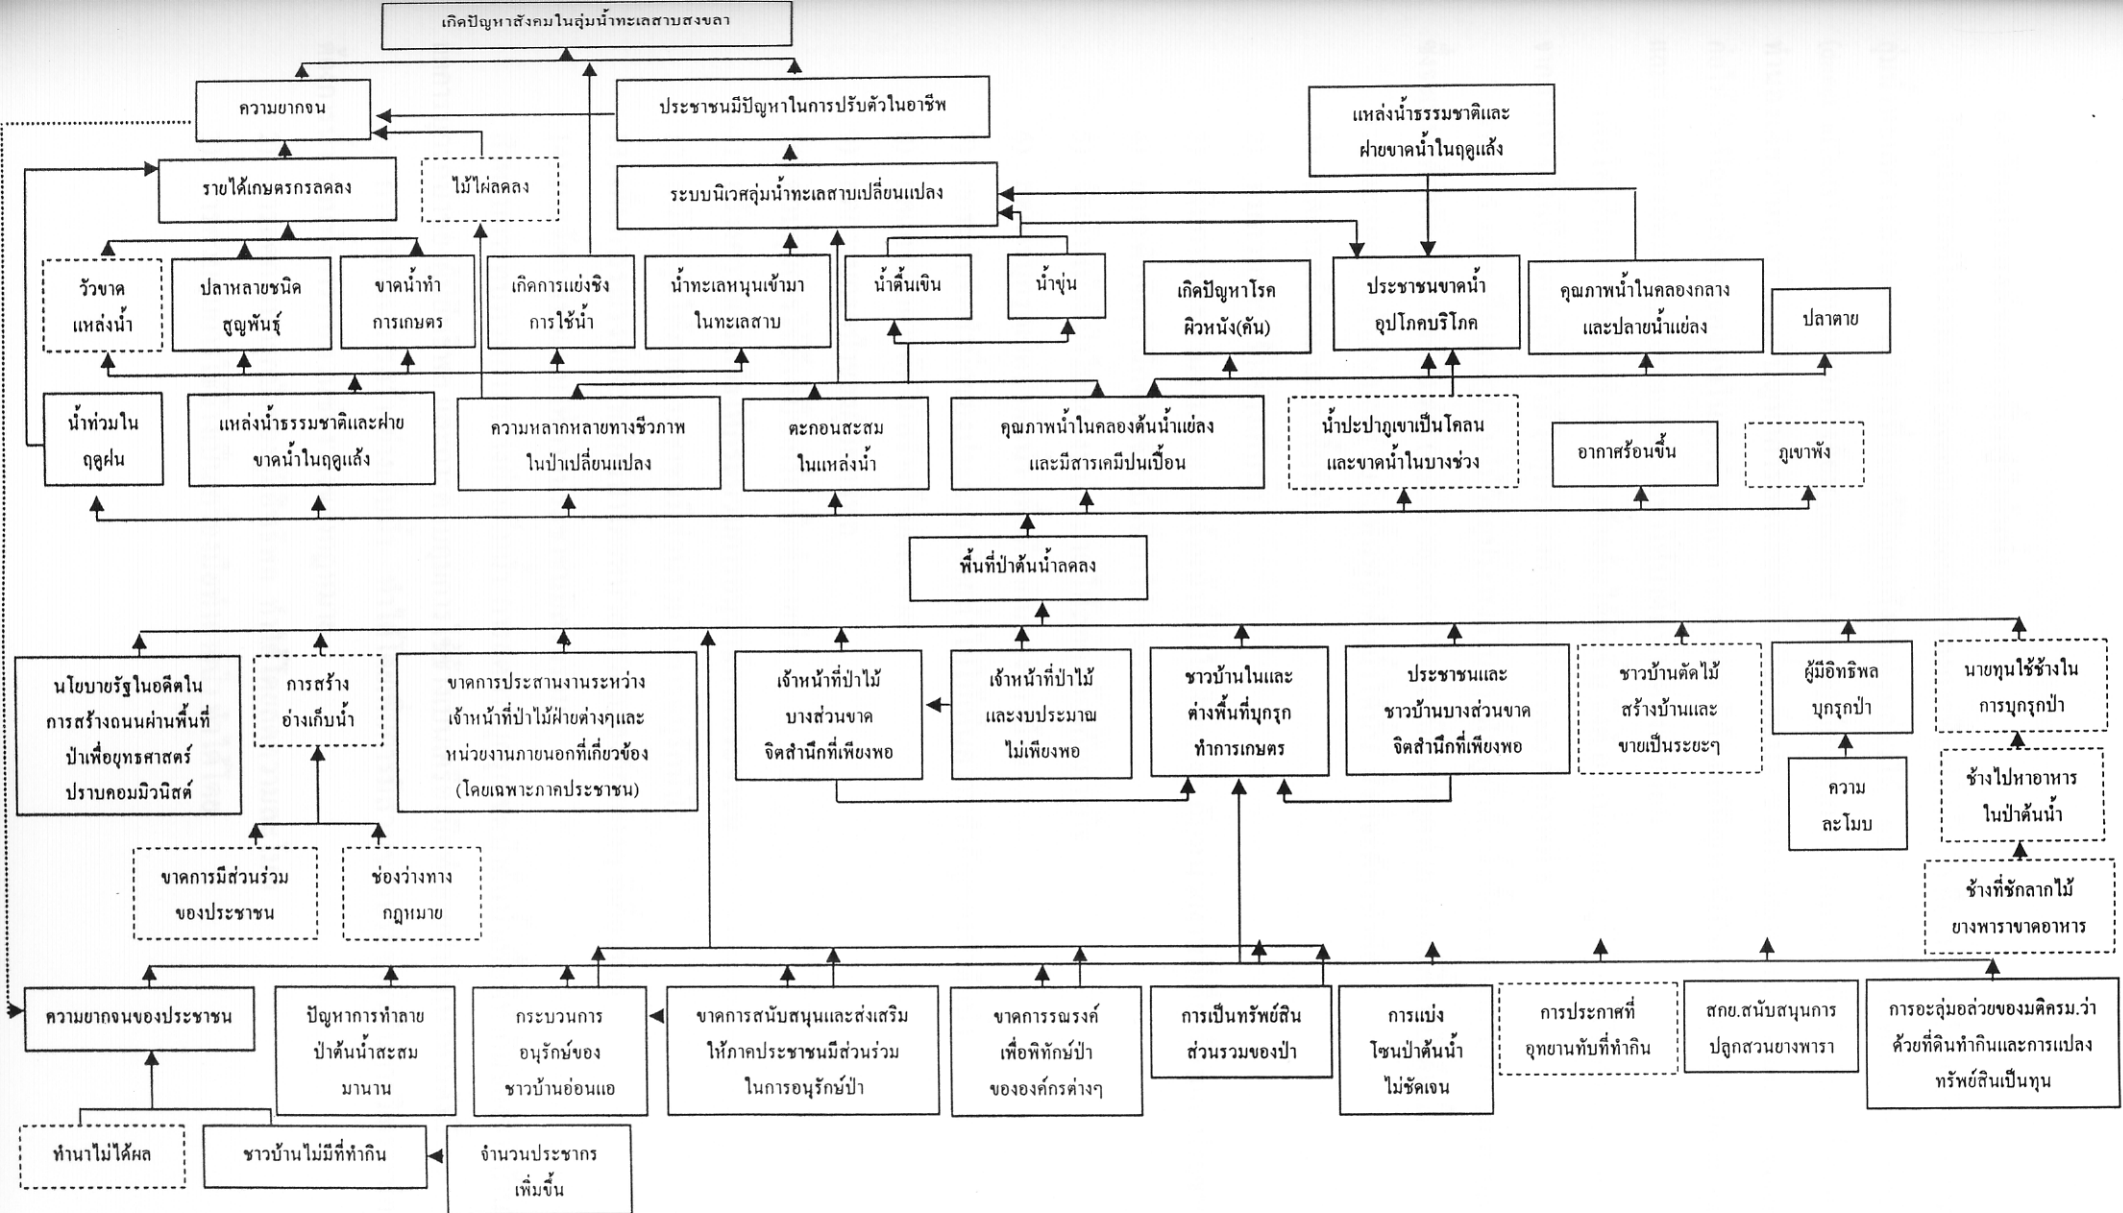 เกิดปัญหาสังคมในลุ่มน้ำทะเลสาบสงขลา
ความยากจน
ประชาชนมีปัญหาในการปรับตัวในอาชีพ
แหล่งน้ำธรรมชาติและ
ฝายขาดน้ำในฤดูแล้ง
รายได้เกษตรกรลดลง
ไม้ไผ่ลดลง
ระบบนิเวศลุ่มน้ำทะเลสาบเปลี่ยนแปลง
วัวขาด
แหล่งน้ำ
ปลาหลายชนิด
สูญพันธุ์
ขาดน้ำทำ
การเกษตร
เกิดการแย่งชิง
การใช้น้ำ
น้ำทะเลหนุนเข้ามา
ในทะเลสาบ
น้ำตื้นเขิน
น้ำขุ่น
เกิดปัญหาโรค
ผิวหนัง(คัน)
ประชาชนขาดน้ำ
อุปโภคบริโภค
คุณภาพน้ำในคลองกลาง
และปลายน้ำแย่ลง
ปลาตาย
น้ำท่วมใน
ฤดูฝน
แหล่งน้ำธรรมชาติและฝาย
ขาดน้ำในฤดูแล้ง
ความหลากหลายทางชีวภาพ
ในป่าเปลี่ยนแปลง
ตะกอนสะสม
ในแหล่งน้ำ
คุณภาพน้ำในคลองต้นน้ำแย่ลง
และมีสารเคมีปนเปื้อน
น้ำประปาภูเขาเป็นโคลน
และขาดน้ำในบางช่วง
อากาศร้อนขึ้น
ภูเขาพัง
พื้นที่ป่าต้นน้ำลดลง
นโยบายรัฐในอดีตใน
การสร้างถนนผ่านพื้นที่
ป่าเพื่อยุทธศาสตร์
ปราบคอมมิวนิสต์
การสร้าง
อ่างเก็บน้ำ
ขาดการประสานงานระหว่าง
เจ้าหน้าที่ป่าไม้ฝ่ายต่างๆและ
หน่วยงานภายนอกที่เกี่ยวข้อง
(โดยเฉพาะภาคประชาชน)
เจ้าหน้าที่ป่าไม้
บางส่วนขาด
จิตสำนึกที่เพียงพอ
เจ้าหน้าที่ป่าไม้
และงบประมาณ
ไม่เพียงพอ
ชาวบ้านในและ
ต่างพื้นที่บุกรุก
ทำการเกษตร
ประชาชนและ
ชาวบ้านบางส่วนขาด
จิตสำนึกที่เพียงพอ
ชาวบ้านตัดไม้
สร้างบ้านและ
ขายเป็นระยะๆ
ผู้มีอิทธิพล
บุกรุกป่า
นายทุนใช้ช้างใน
การบุกรุกป่า
ความ
ละโมบ
ช้างไปหาอาหาร
ในป่าต้นน้ำ
ขาดการมีส่วนร่วม
ของประชาชน
ช่องว่างทาง
กฎหมาย
ช้างที่ชักลากไม้
ยางพาราขาดอาหาร
ความยากจนของประชาชน
ปัญหาการทำลาย
ป่าต้นน้ำสะสม
มานาน
กระบวนการ
อนุรักษ์ของ
ชาวบ้านอ่อนแอ
ขาดการสนับสนุนและส่งเสริม
ให้ภาคประชาชนมีส่วนร่วม
ในการอนุรักษ์ป่า
ขาดการรณรงค์
เพื่อพิทักษ์ป่า
ขององค์กรต่างๆ
การเป็นทรัพย์สิน
ส่วนรวมของป่า
การแบ่ง
โซนป่าต้นน้ำ
ไม่ชัดเจน
การประกาศที่
อุทยานทับที่ทำกิน
สกย.สนับสนุนการ
ปลูกสวนยางพารา
การอะลุ่มอล่วยของมติครม.ว่า
ด้วยที่ดินทำกินและการแปลง
ทรัพย์สินเป็นทุน
ทำนาไม่ได้ผล
ชาวบ้านไม่มีที่ทำกิน
จำนวนประชากร
เพิ่มขึ้น